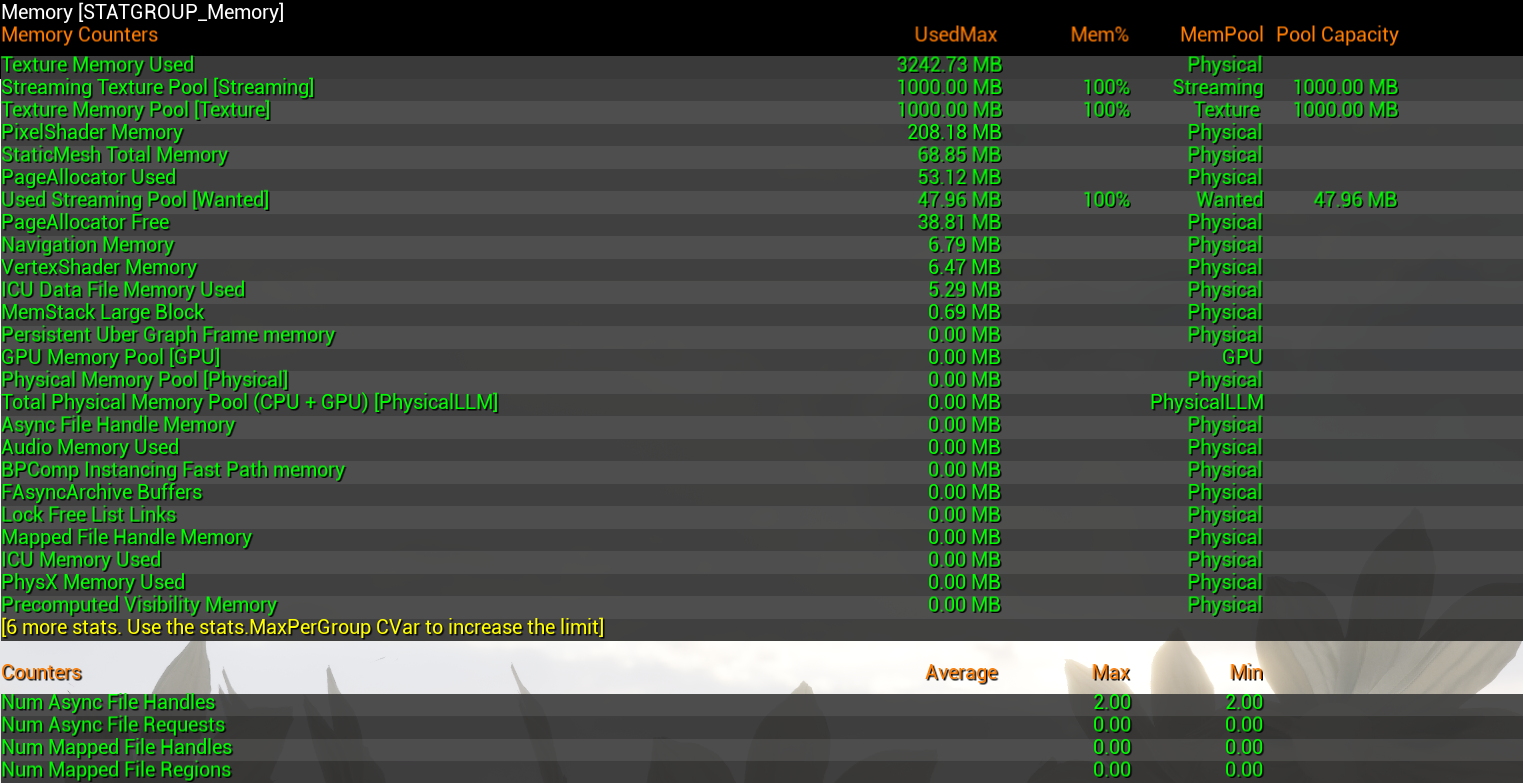 Memory [STATGROUP_Memory]
Memory Counters UsedMax Mem% MemPool Pool Capacity
Texture Memory Used 3242.73 MB Physical
Streaming Texture Pool [Streaming] 1000.00 MB 100% Streaming 1000.00 MB
Texture Memory Pool [Texture] 1000.00 MB 100% Texture 1000.00 MB
PixelShader Memory 208.18 MB Physical
StaticMesh Total Memory 68.85 MB Physical
PageAllocator Used 53.12 MB Physical
Used Streaming Pool [Wanted] 47.96 MB 100% Wanted 47.96 MB
PageAllocator Free 38.81 MB Physical
Navigation Memory 6.79 MB Physical
VertexShader Memory 6.47 MB Physical
ICU Data File Memory Used 5.29 MB Physical
MemStack Large Block 0.69 MB Physical
Persistent Uber Graph Frame memory 0.00 MB Physical
GPU Memory Pool [GPU] 0.00 MB GPU
Physical Memory Pool [Physical] 0.00 MB Physical
Total Physical Memory Pool (CPU + GPU) [PhysicalLLM] 0.00 MB PhysicalLLM
Async File Handle Memory 0.00 MB Physical
Audio Memory Used 0.00 MB Physical
BPComp Instancing Fast Path memory 0.00 MB Physical
FAsyncArchive Buffers 0.00 MB Physical
Lock Free List Links 0.00 MB Physical
Mapped File Handle Memory 0.00 MB Physical
ICU Memory Used 0.00 MB Physical
PhysX Memory Used 0.00 MB Physical
Precomputed Visibility Memory 0.00 MB Physical
[6 more stats. Use the stats.MaxPerGroup CVar to increase the limit]
Counters Average Max Min
Num Async File Handles 2.00 2.00
Num Async File Requests 0.00 0.00
Num Mapped File Handles 0.00 0.00
Num Mapped File Regions 0.00 0.00